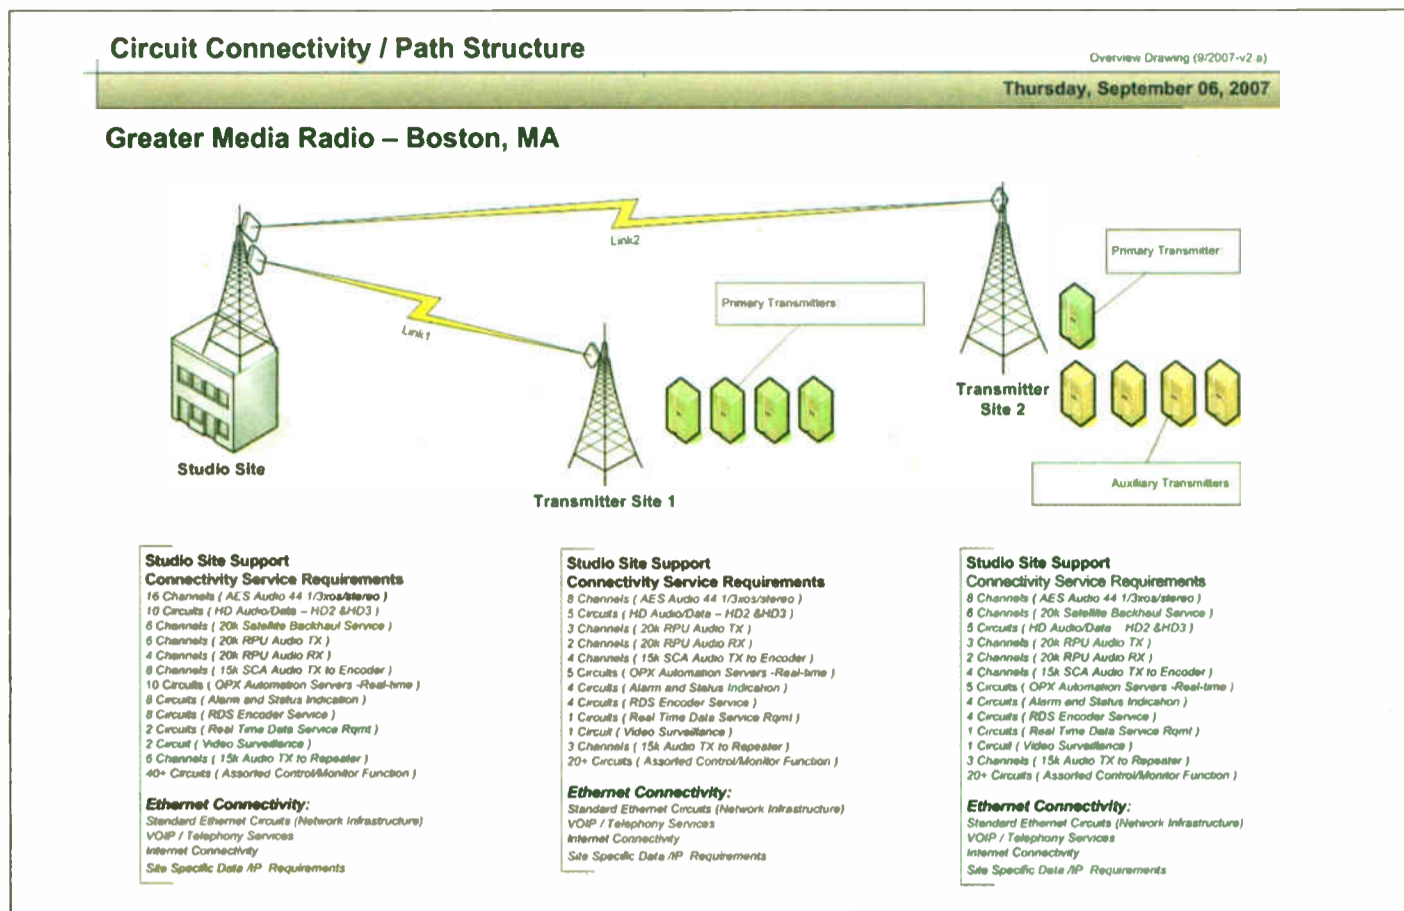 Circuit Connectivity / Path Structure
Overview Drawing (9/2007-v2.a)
Thursday, September 06, 2007
Greater Media Radio – Boston, MA
Link2
Primary Transmitter
Primary Transmitters
Link1
Transmitter
Site 2
Studio Site
Auxiliary Transmitters
Transmitter Site 1
Studio Site Support
Connectivity Service Requirements
16 Channels ( AES Audio 44 1/3xos/stereo )
10 Circuits ( HD Audio/Data – HD2 &HD3 )
6 Channels ( 20k Satellite Backhaul Service )
6 Channels ( 20k RPU Audio TX )
4 Channels ( 20k RPU Audio RX )
8 Channels ( 15k SCA Audio TX to Encoder )
10 Circuits ( OPX Automation Servers -Real-time )
8 Circuits ( Alarm and Status Indication )
8 Circuits ( RDS Encoder Service )
2 Circuits ( Real Time Data Service Rqmt )
2 Circuit ( Video Surveillance )
6 Channels ( 15k Audio TX to Repeater )
40+ Circuits ( Assorted Control/Monitor Function )
Ethernet Connectivity:
Standard Ethernet Circuits (Network Infrastructure)
VOIP / Telephony Services
Internet Connectivity
Site Specific Data /IP Requirements
Studio Site Support
Connectivity Service Requirements
8 Channels ( AES Audio 44 1/3xos/stereo )
5 Circuits ( HD Audio/Data – HD2 &HD3 )
3 Channels ( 20k RPU Audio TX )
2 Channels ( 20k RPU Audio RX )
4 Channels ( 15k SCA Audio TX to Encoder )
5 Circuits ( OPX Automation Servers -Real-time )
4 Circuits ( Alarm and Status Indication )
4 Circuits ( RDS Encoder Service )
1 Circuits ( Real Time Data Service Rqmt )
1 Circuit ( Video Surveillance )
3 Channels ( 15k Audio TX to Repeater )
20+ Circuits ( Assorted Control/Monitor Function )
Ethernet Connectivity:
Standard Ethernet Circuits (Network Infrastructure)
VOIP / Telephony Services
Internet Connectivity
Site Specific Data /IP Requirements
Studio Site Support
Connectivity Service Requirements
8 Channels ( AES Audio 44 1/3xos/stereo )
6 Channels ( 20k Satellite Backhaul Service )
5 Circuits ( HD Audio/Data HD2 &HD3 )
3 Channels ( 20k RPU Audio TX )
2 Channels ( 20k RPU Audio RX )
4 Channels ( 15k SCA Audio TX to Encoder )
5 Circuits ( OPX Automation Servers -Real-time )
4 Circuits ( Alarm and Status Indication )
4 Circuits ( RDS Encoder Service )
1 Circuits ( Real Time Data Service Rqmt )
1 Circuit ( Video Surveillance )
3 Channels ( 15k Audio TX to Repeater )
20+ Circuits ( Assorted Control/Monitor Function )
Ethernet Connectivity:
Standard Ethernet Circuits (Network Infrastructure)
VOIP / Telephony Services
Internet Connectivity
Site Specific Data /IP Requirements